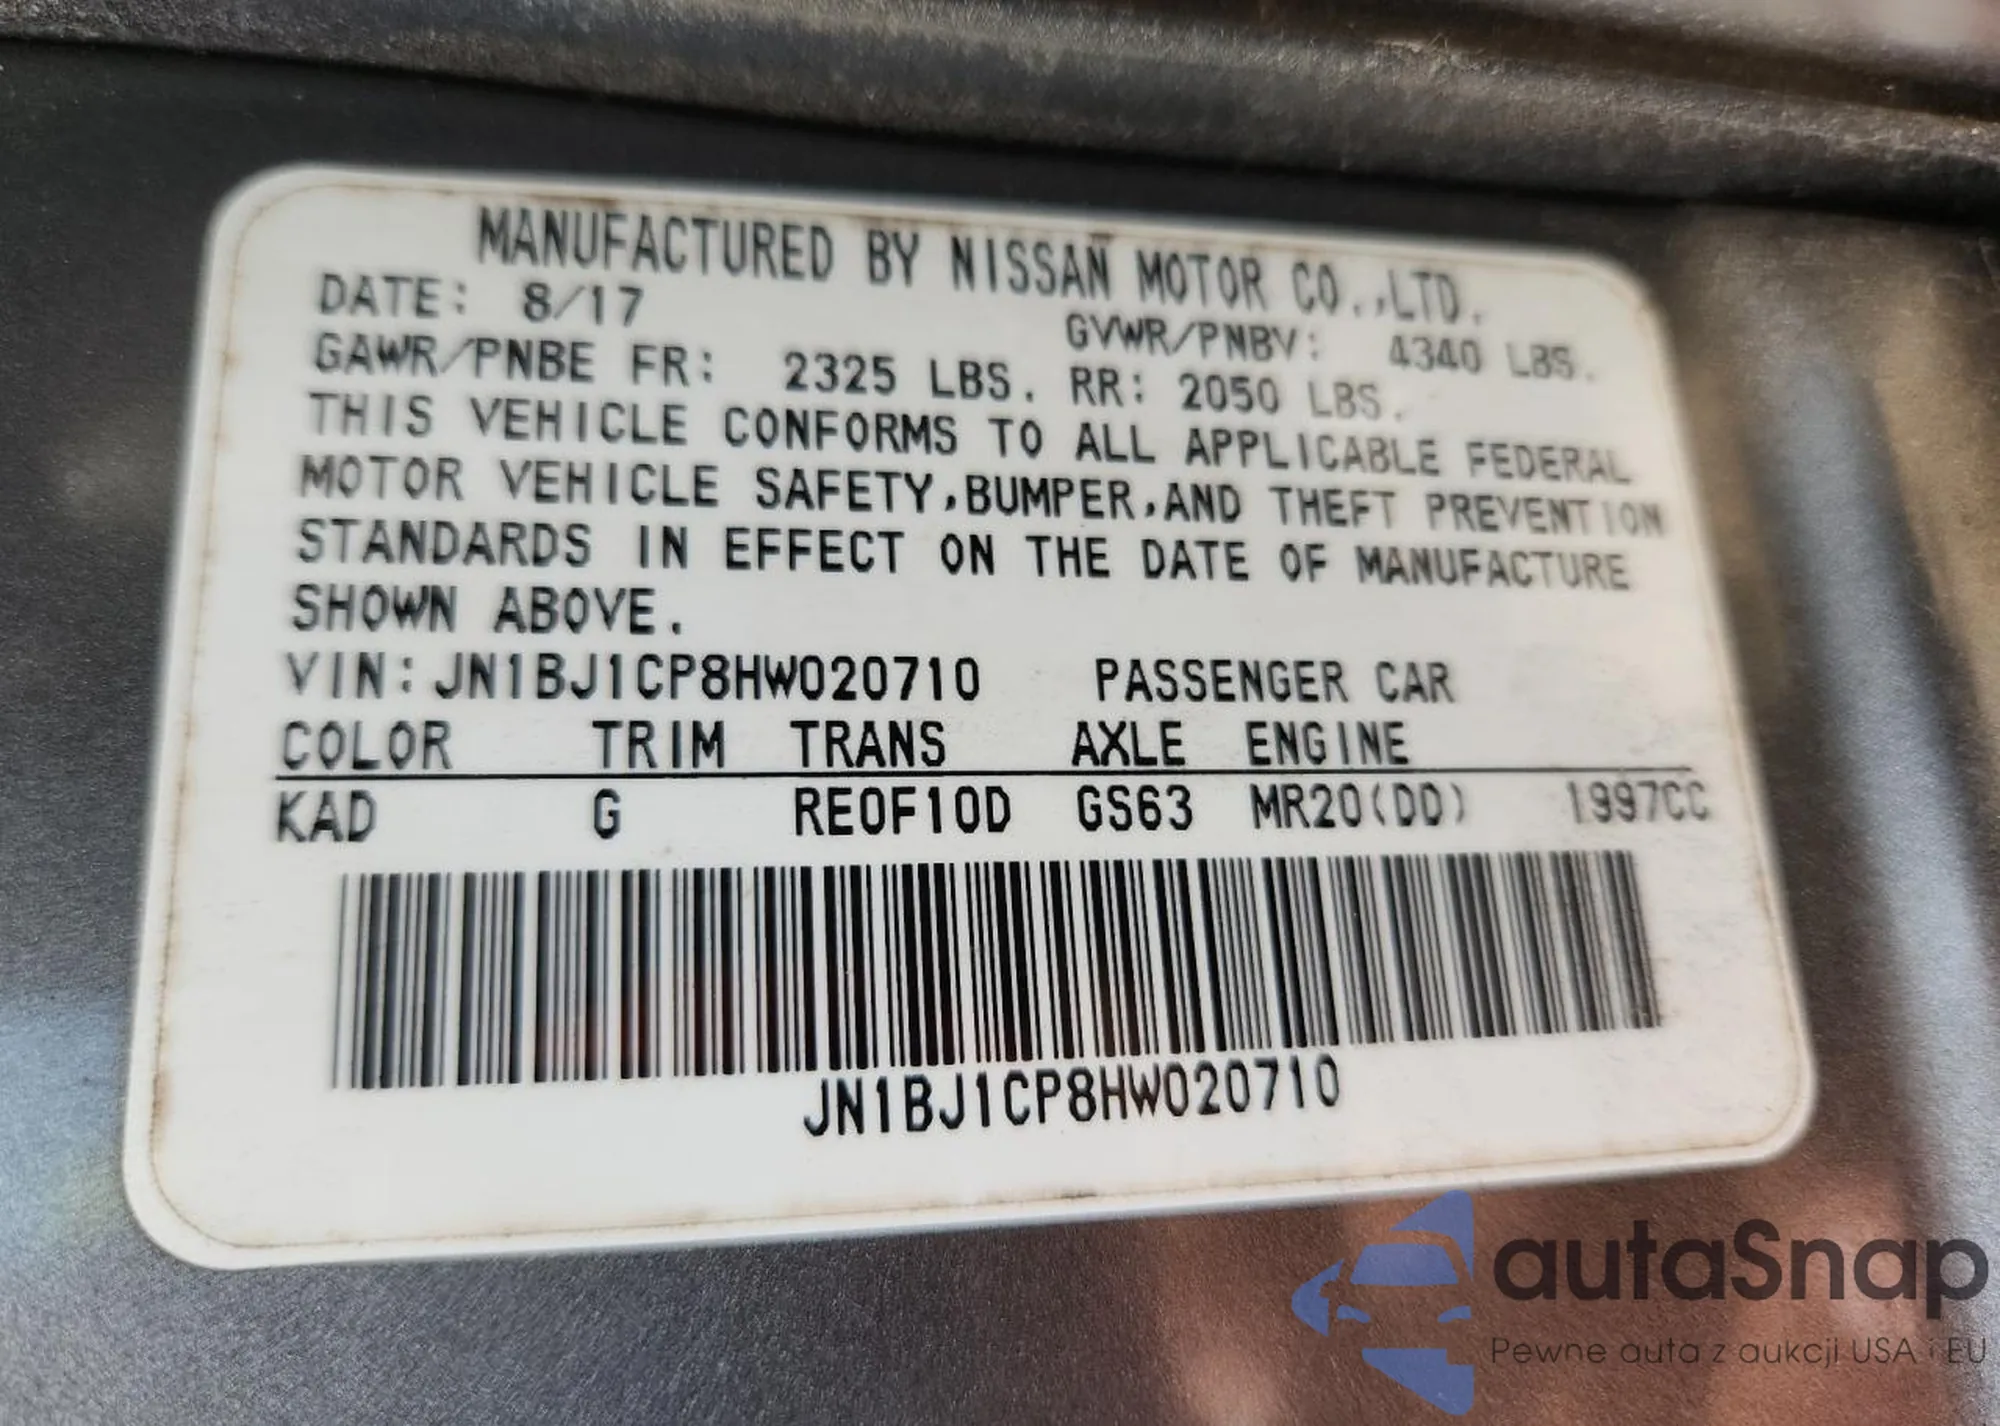 MANUFACTURED BY NISSAN MOTOR CO.,LTD.
DATE: 8/17 GVWR/PNBV: 4340 LBS.
GAWR/PNBE FR: 2325 LBS. RR: 2050 LBS.
THIS VEHICLE CONFORMS TO ALL APPLICABLE FEDERAL
MOTOR VEHICLE SAFETY,BUMPER,AND THEFT PREVENTION
STANDARDS IN EFFECT ON THE DATE OF MANUFACTURE
SHOWN ABOVE.
VIN:JN1BJ1CP8HW020710 PASSENGER CAR
COLOR TRIM TRANS AXLE ENGINE
KAD G RE0F10D GS63 MR20(DD) 1997CC
JN1BJ1CP8HW020710
autaSnap
Pewne auta z aukcji USA i EU